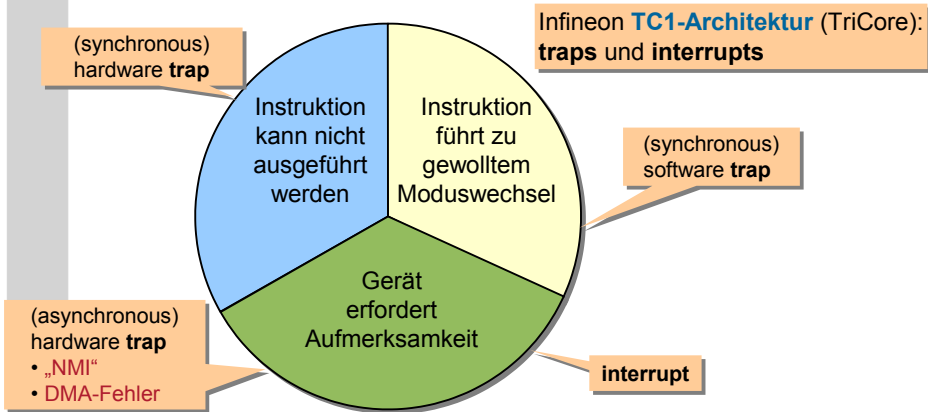 Infineon TC1-Architektur (TriCore):
traps und interrupts
(synchronous)
hardware trap
Instruktion
kann nicht
ausgeführt
werden
Instruktion
führt zu
gewolltem
Moduswechsel
(synchronous)
software trap
Gerät
erfordert
Aufmerksamkeit
(asynchronous)
hardware trap
• „NMI“
• DMA-Fehler
interrupt